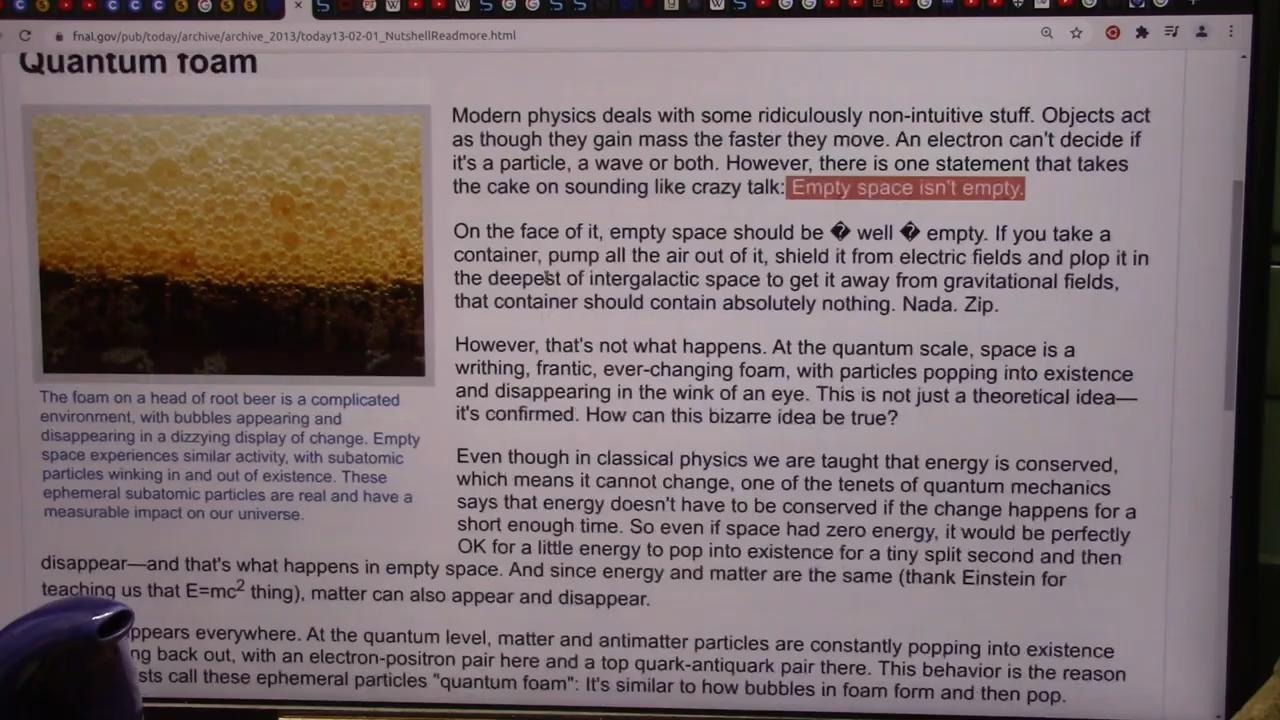 fnal.gov/pub/today/archive/archive_2013/today13-02-01_NutshellReadmore.html
Quantum foam
Modern physics deals with some ridiculously non-intuitive stuff. Objects act
as though they gain mass the faster they move. An electron can't decide if
it's a particle, a wave or both. However, there is one statement that takes
the cake on sounding like crazy talk: Empty space isn't empty.
On the face of it, empty space should be � well � empty. If you take a
container, pump all the air out of it, shield it from electric fields and plop it in
the deepest of intergalactic space to get it away from gravitational fields,
that container should contain absolutely nothing. Nada. Zip.
However, that's not what happens. At the quantum scale, space is a
writhing, frantic, ever-changing foam, with particles popping into existence
and disappearing in the wink of an eye. This is not just a theoretical idea—
it's confirmed. How can this bizarre idea be true?
The foam on a head of root beer is a complicated
environment, with bubbles appearing and
disappearing in a dizzying display of change. Empty
space experiences similar activity, with subatomic
particles winking in and out of existence. These
ephemeral subatomic particles are real and have a
measurable impact on our universe.
Even though in classical physics we are taught that energy is conserved,
which means it cannot change, one of the tenets of quantum mechanics
says that energy doesn't have to be conserved if the change happens for a
short enough time. So even if space had zero energy, it would be perfectly
OK for a little energy to pop into existence for a tiny split second and then
disappear—and that's what happens in empty space. And since energy and matter are the same (thank Einstein for
teaching us that E=mc² thing), matter can also appear and disappear.
ppears everywhere. At the quantum level, matter and antimatter particles are constantly popping into existence
ng back out, with an electron-positron pair here and a top quark-antiquark pair there. This behavior is the reason
sts call these ephemeral particles "quantum foam": It's similar to how bubbles in foam form and then pop.